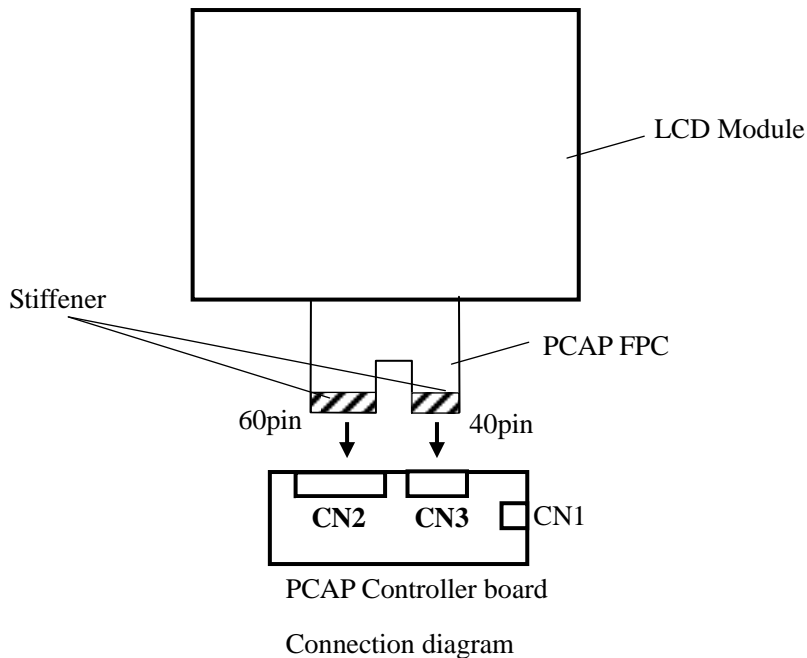 LCD Module
Stiffener
PCAP FPC
60pin
40pin
CN2
CN3
CN1
PCAP Controller board
Connection diagram